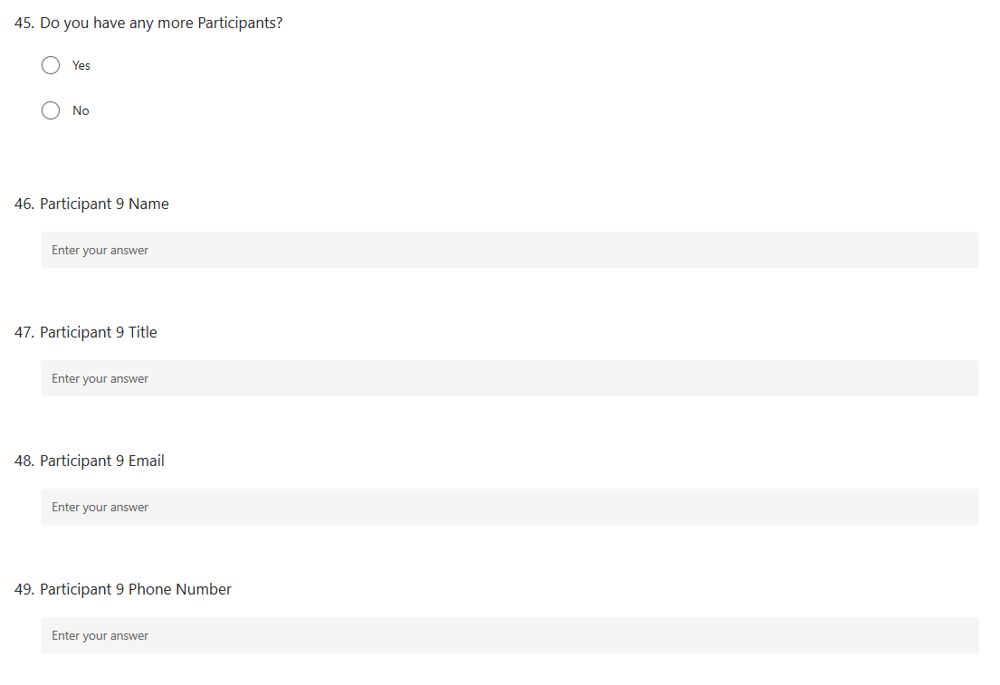 45. Do you have any more Participants?
Yes
No
46. Participant 9 Name
Enter your answer
47. Participant 9 Title
Enter your answer
48. Participant 9 Email
Enter your answer
49. Participant 9 Phone Number
Enter your answer